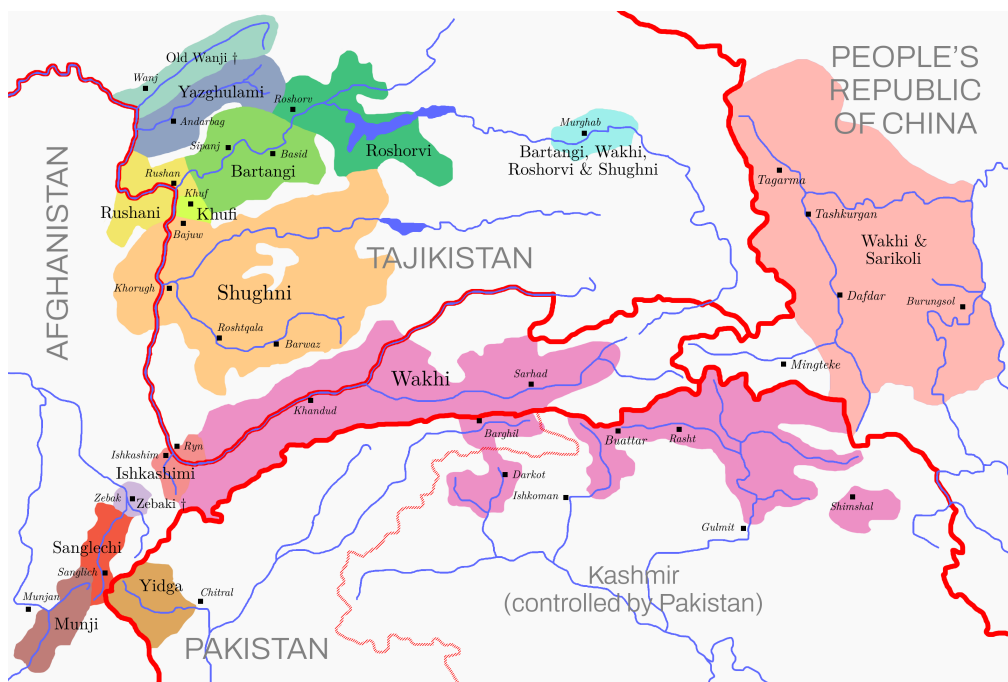 PEOPLE'S
REPUBLIC
OF CHINA
Old Wanji †
Wanj
Yazghulami
Roshorv
Andarbag
Murghab
Sipanj
Basid
Roshorvi
Bartangi, Wakhi,
Roshorvi & Shughni
Bartangi
Rushan
Tagarma
Khuf
Rushani
Khufi
Tashkurgan
Bajuw
AFGHANISTAN
TAJIKISTAN
Wakhi &
Sarikoli
Khorugh
Shughni
Dafdar
Burungsol
Roshtqala
Barwaz
Mingteke
Wakhi
Sarhad
Khandud
Barghil
Bnattar
Rasht
Ryn
Ishkashim
Ishkashimi
Darkot
Zebak
Zebaki †
Ishkoman
Shimshal
Gulmit
Sanglechi
Sanglich
Yidga
Kashmir
(controlled by Pakistan)
Munjan
Chitral
Munji
PAKISTAN